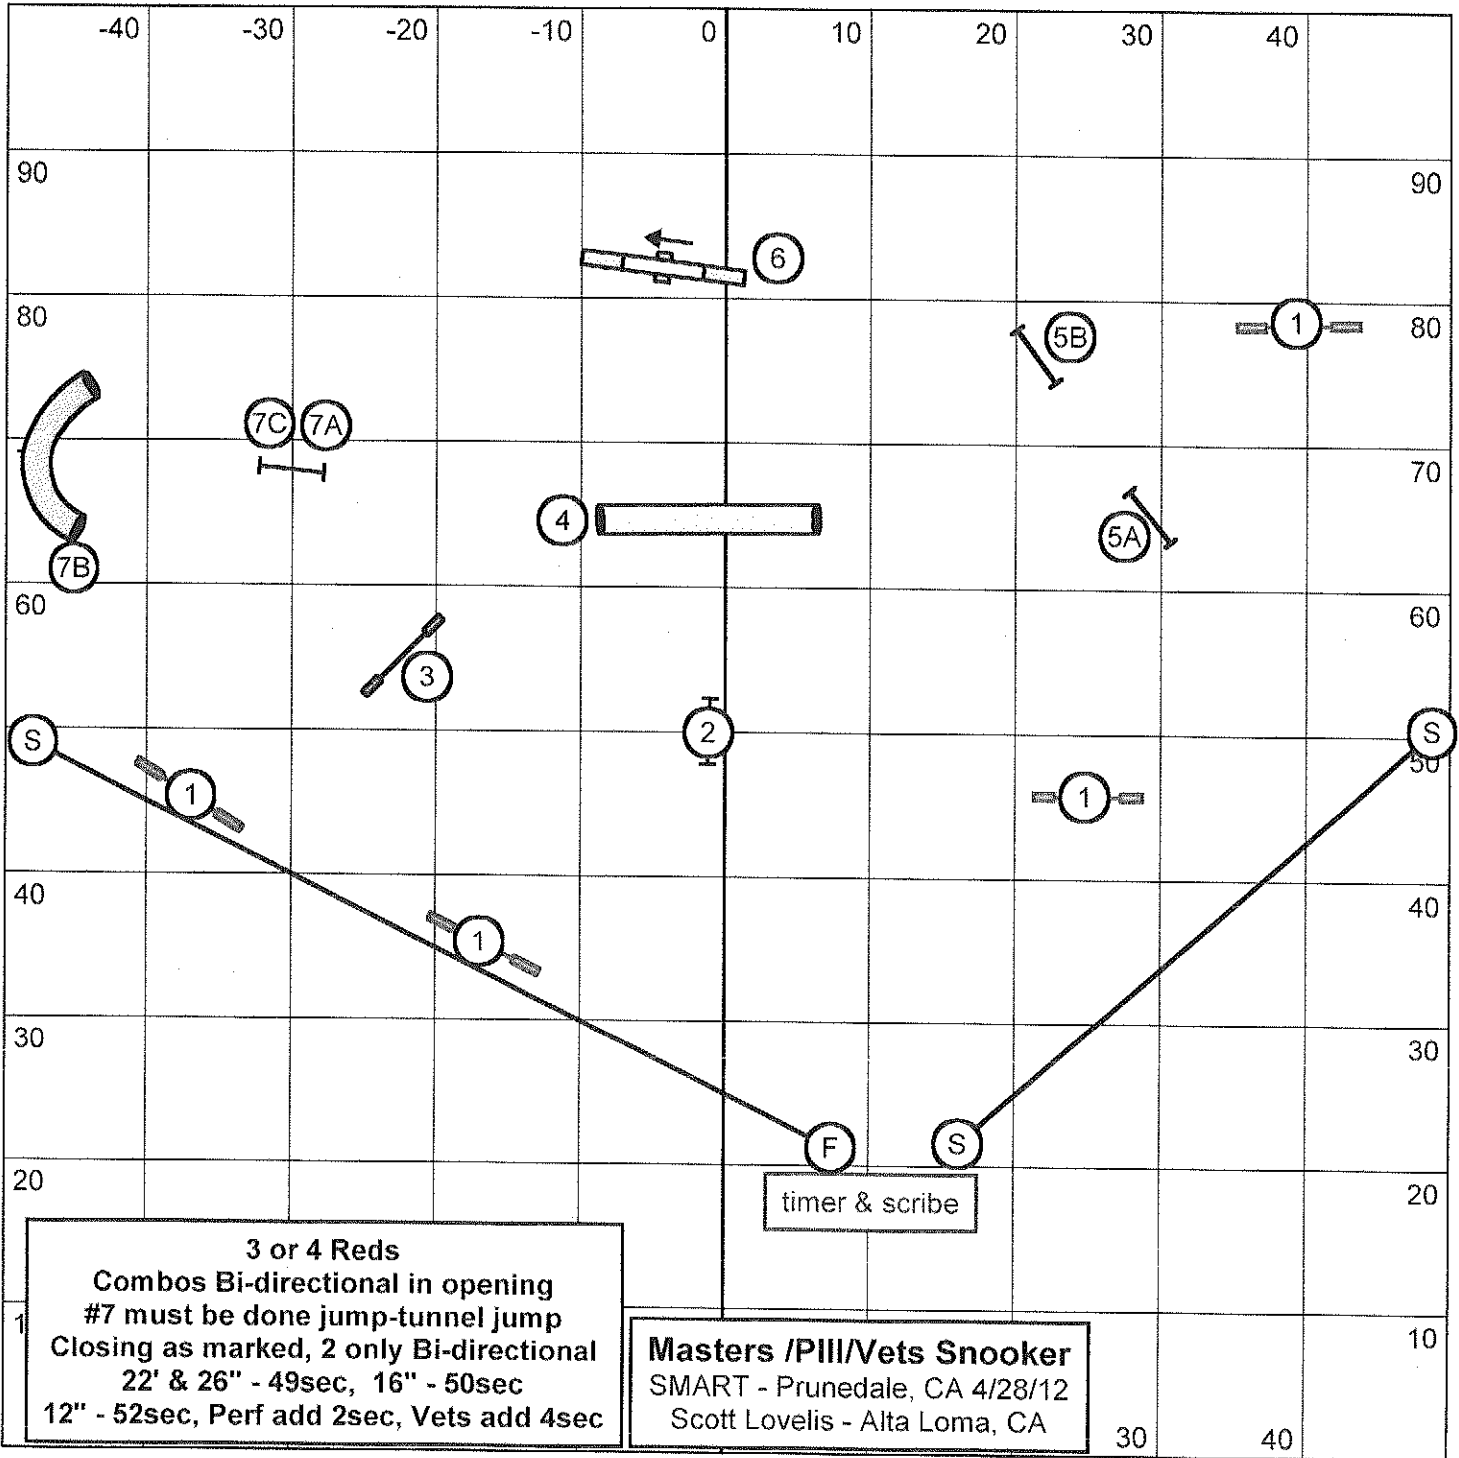 -40 -30 -20 -10 0 10 20 30 40
90 90
6
80 5B 1 80
7C 7A 70
4 5A
7B
60 60
3
S 2 S
50
1 1
40 40
1
30 30
F S
20 20
timer & scribe
3 or 4 Reds
Combos Bi-directional in opening
#7 must be done jump-tunnel jump
1 10
Closing as marked, 2 only Bi-directional
22' & 26" - 49sec, 16" - 50sec
12" - 52sec, Perf add 2sec, Vets add 4sec
Masters /PIII/Vets Snooker
SMART - Prunedale, CA 4/28/12
Scott Lovelis - Alta Loma, CA
30 40